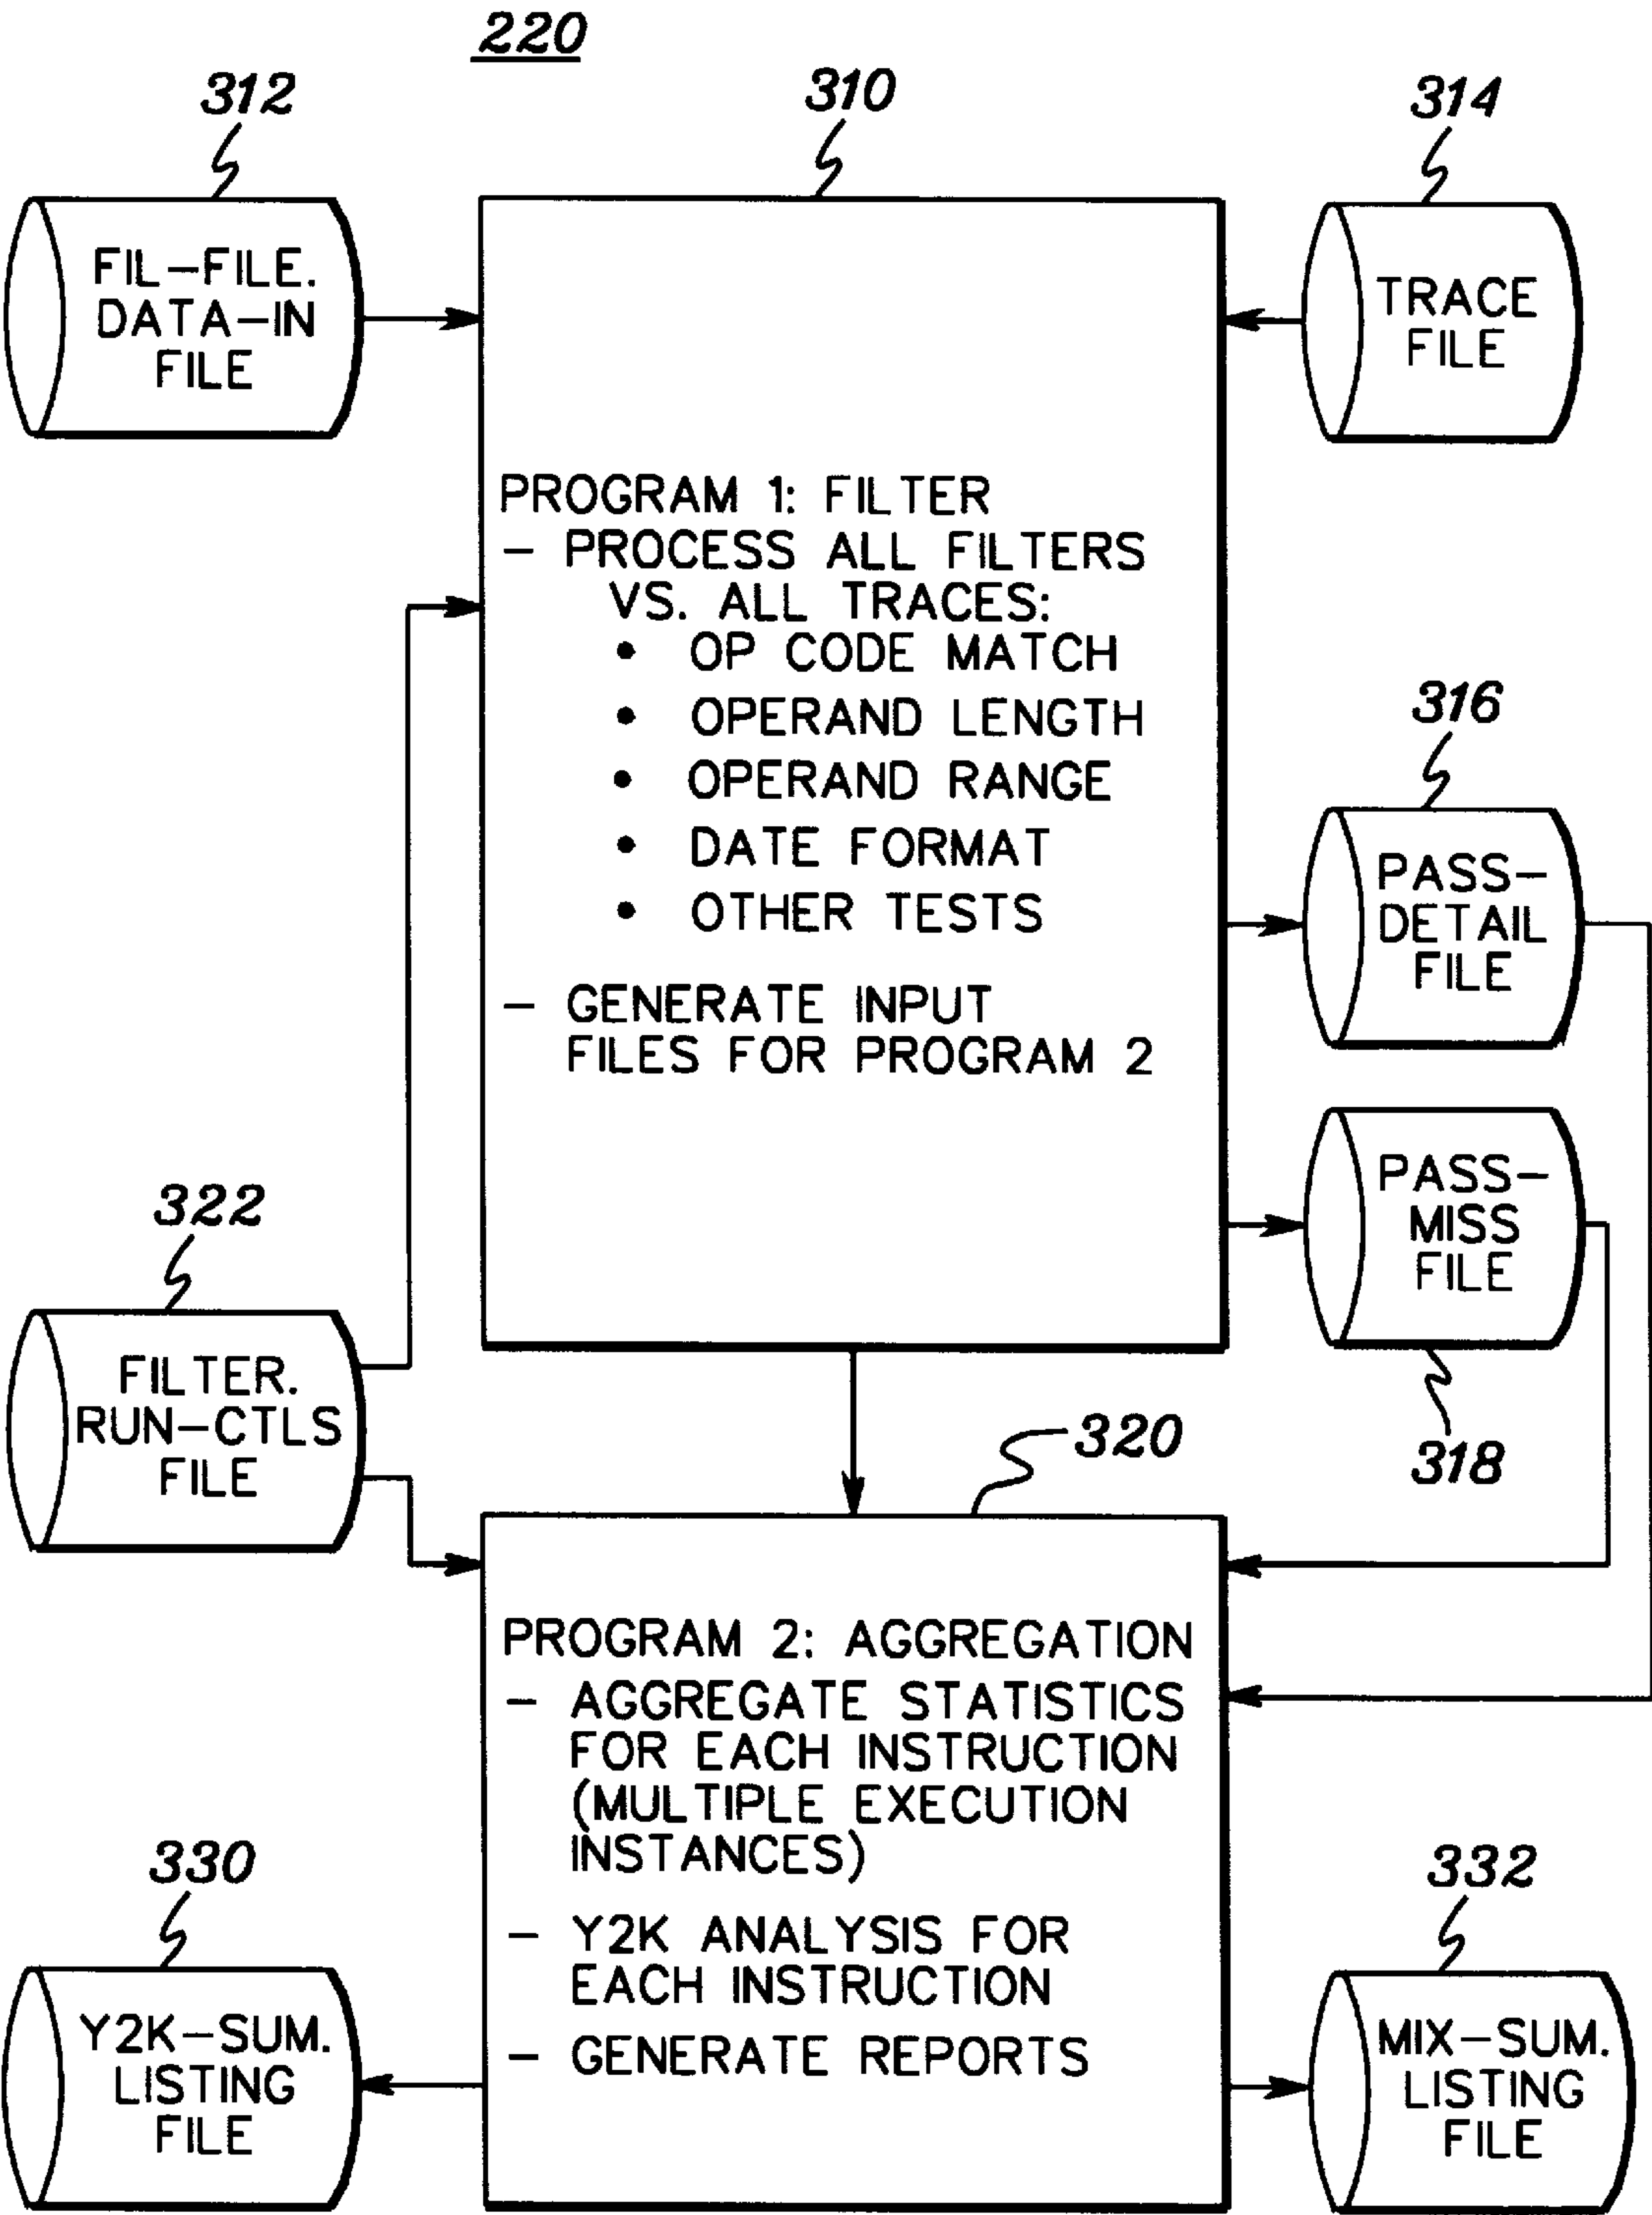 220
312
310
314
FIL-FILE.
DATA-IN
FILE
TRACE
FILE
PROGRAM 1: FILTER
- PROCESS ALL FILTERS
VS. ALL TRACES:
• OP CODE MATCH
• OPERAND LENGTH
• OPERAND RANGE
• DATE FORMAT
• OTHER TESTS
- GENERATE INPUT
FILES FOR PROGRAM 2
316
PASS-
DETAIL
FILE
PASS-
MISS
FILE
318
322
FILTER.
RUN-CTLS
FILE
320
PROGRAM 2: AGGREGATION
- AGGREGATE STATISTICS
FOR EACH INSTRUCTION
(MULTIPLE EXECUTION
INSTANCES)
- Y2K ANALYSIS FOR
EACH INSTRUCTION
- GENERATE REPORTS
330
Y2K-SUM.
LISTING
FILE
332
MIX-SUM.
LISTING
FILE